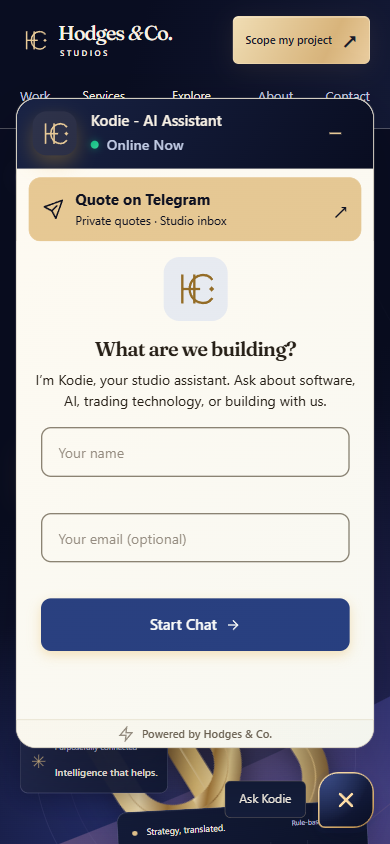 Hodges & Co.
STUDIOS
Scope my project ↗
Work Services Explore About Contact
Kodie - AI Assistant
Online Now
Quote on Telegram
Private quotes · Studio inbox
What are we building?
I'm Kodie, your studio assistant. Ask about software,
AI, trading technology, or building with us.
Your name
Your email (optional)
Start Chat →
Powered by Hodges & Co.
Purposefully connected
Intelligence that helps.
Ask Kodie
Strategy, translated.